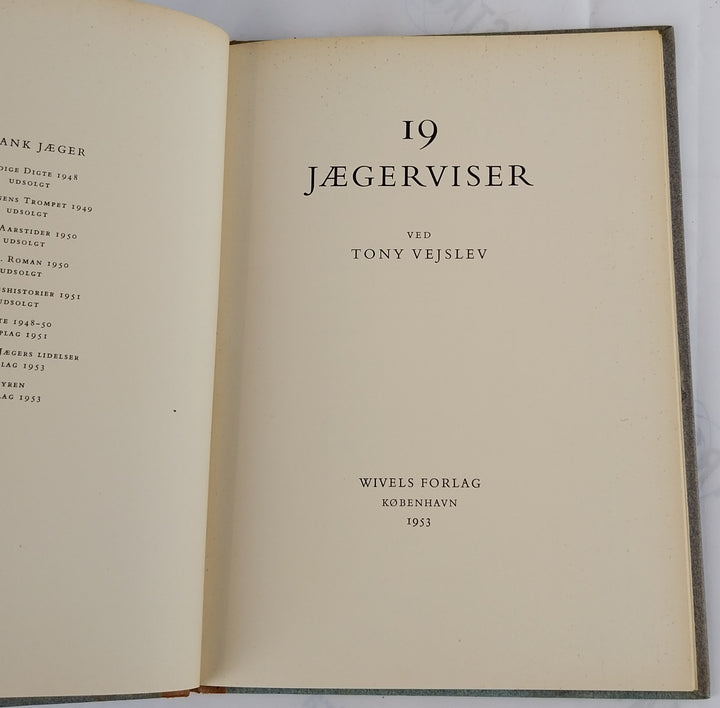 ANK JÆGER
DIGE DIGTE 1948
UDSOLGT
GENS TROMPET 1949
UDSOLGT
AARSTIDER 1950
UDSOLGT
. ROMAN 1950
UDSOLGT
SHISTORIER 1951
UDSOLGT
TE 1948-50
PLAG 1951
JÆGERS LIDELSER
LAG 1953
YREN
LAG 1953
19
JÆGERVISER
VED
TONY VEJSLEV
WIVELS FORLAG
KØBENHAVN
1953